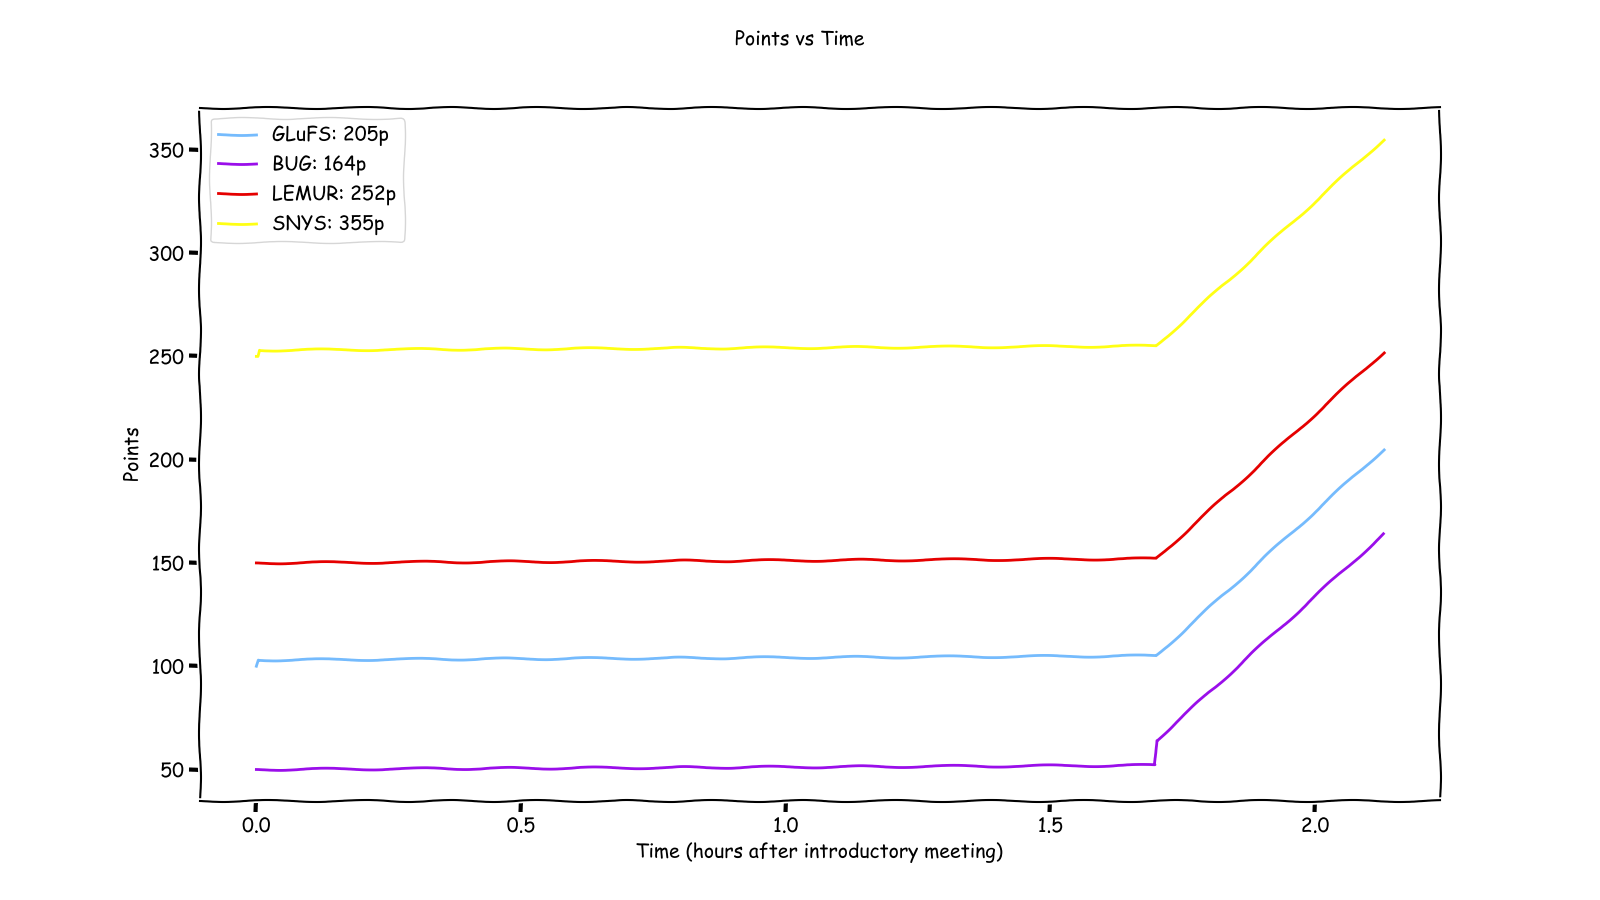 Points vs Time
GLuFS: 205p
BUG: 164p
LEMUR: 252p
SNYS: 355p
350
300
250
200
150
100
50
Points
0.0 0.5 1.0 1.5 2.0
Time (hours after introductory meeting)